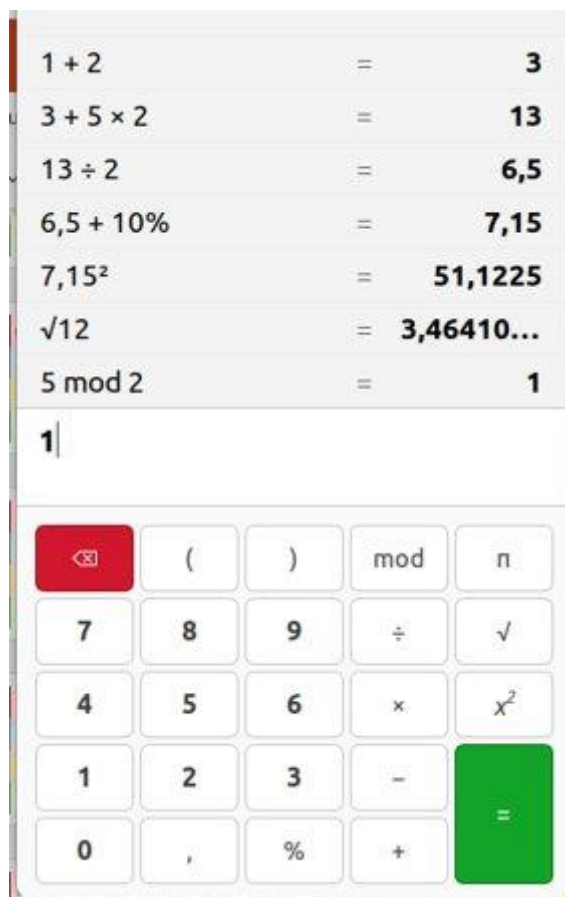 1 + 2 = 3
3 + 5 × 2 = 13
13 ÷ 2 = 6,5
6,5 + 10% = 7,15
7,15² = 51,1225
√12 = 3,46410...
5 mod 2 = 1
1
( ) mod π
7 8 9 ÷ √
4 5 6 × x²
1 2 3 −
=
0 , % +